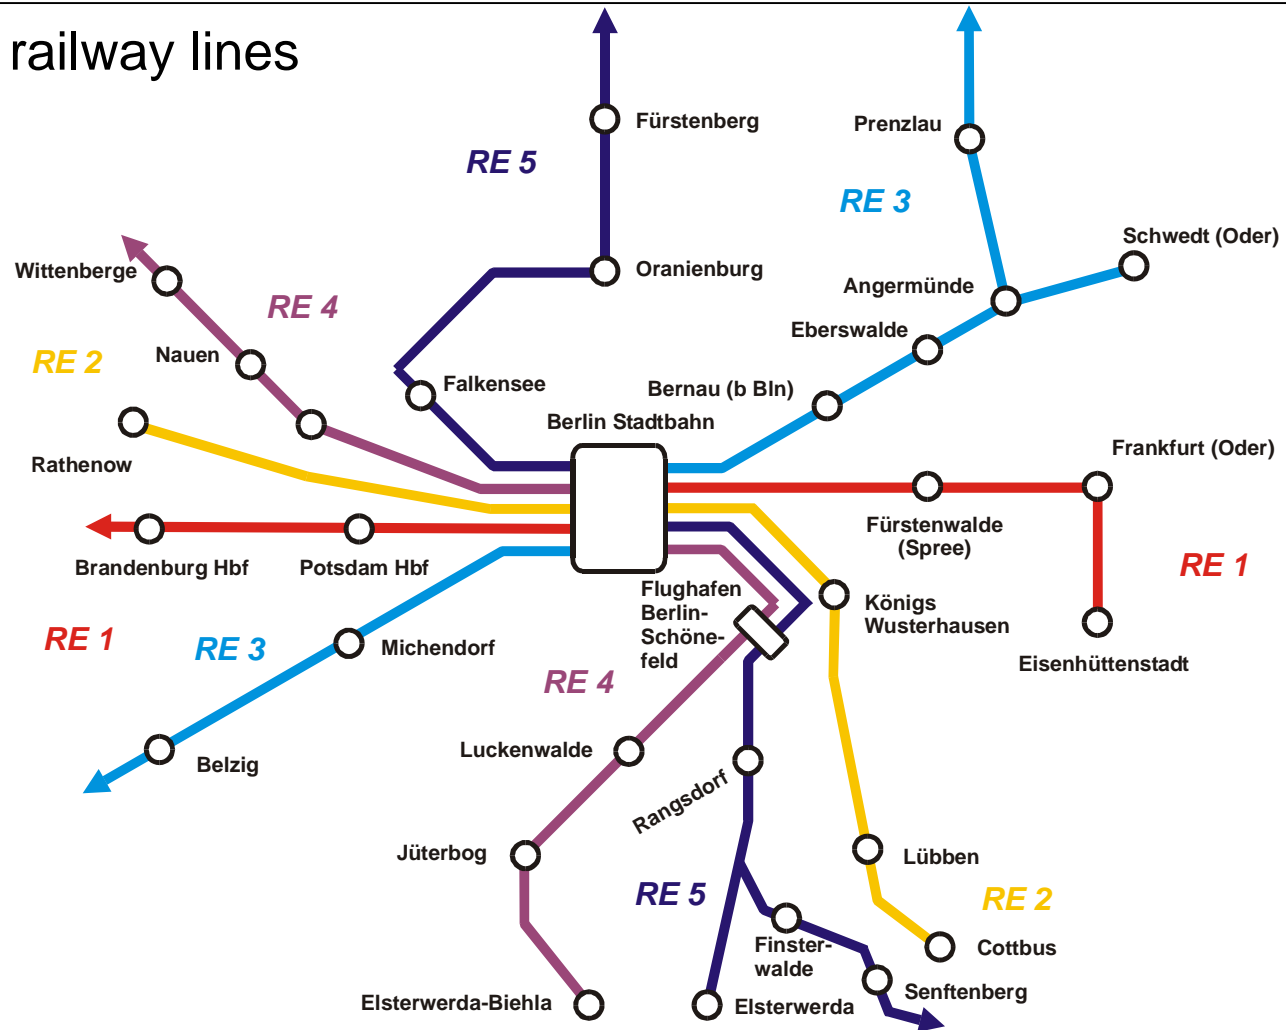 railway lines
Fürstenberg
Prenzlau
RE 5
RE 3
Schwedt (Oder)
Wittenberge
Oranienburg
Angermünde
RE 4
Eberswalde
Nauen
RE 2
Falkensee
Bernau (b Bln)
Berlin Stadtbahn
Rathenow
Frankfurt (Oder)
Fürstenwalde
(Spree)
Brandenburg Hbf
Potsdam Hbf
RE 1
Flughafen
Berlin-
Schöne-
feld
Königs
Wusterhausen
RE 1
RE 3
Michendorf
Eisenhüttenstadt
RE 4
Luckenwalde
Belzig
Rangsdorf
Jüterbog
Lübben
RE 5
RE 2
Finster-
walde
Cottbus
Senftenberg
Elsterwerda-Biehla
Elsterwerda